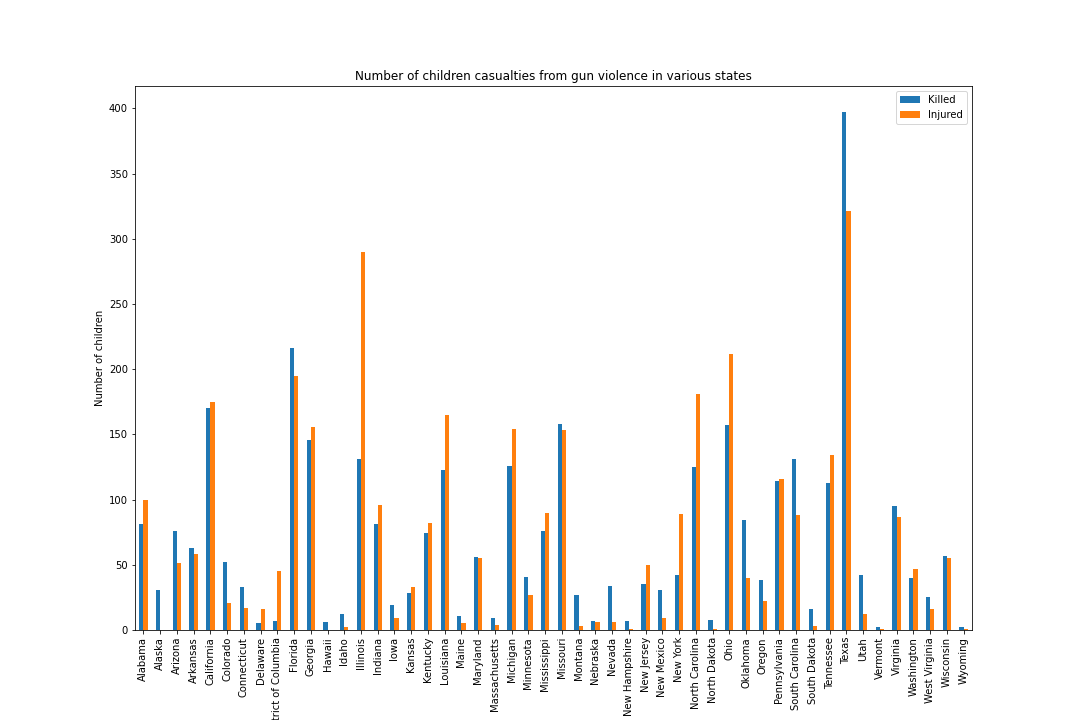 Number of children casualties from gun violence in various states
Killed
Injured
Number of children
400
350
300
250
200
150
100
50
0
Alabama
Alaska
Arizona
Arkansas
California
Colorado
Connecticut
Delaware
trict of Columbia
Florida
Georgia
Hawaii
Idaho
Illinois
Indiana
Iowa
Kansas
Kentucky
Louisiana
Maine
Maryland
Massachusetts
Michigan
Minnesota
Mississippi
Missouri
Montana
Nebraska
Nevada
New Hampshire
New Jersey
New Mexico
New York
North Carolina
North Dakota
Ohio
Oklahoma
Oregon
Pennsylvania
South Carolina
South Dakota
Tennessee
Texas
Utah
Vermont
Virginia
Washington
West Virginia
Wisconsin
Wyoming